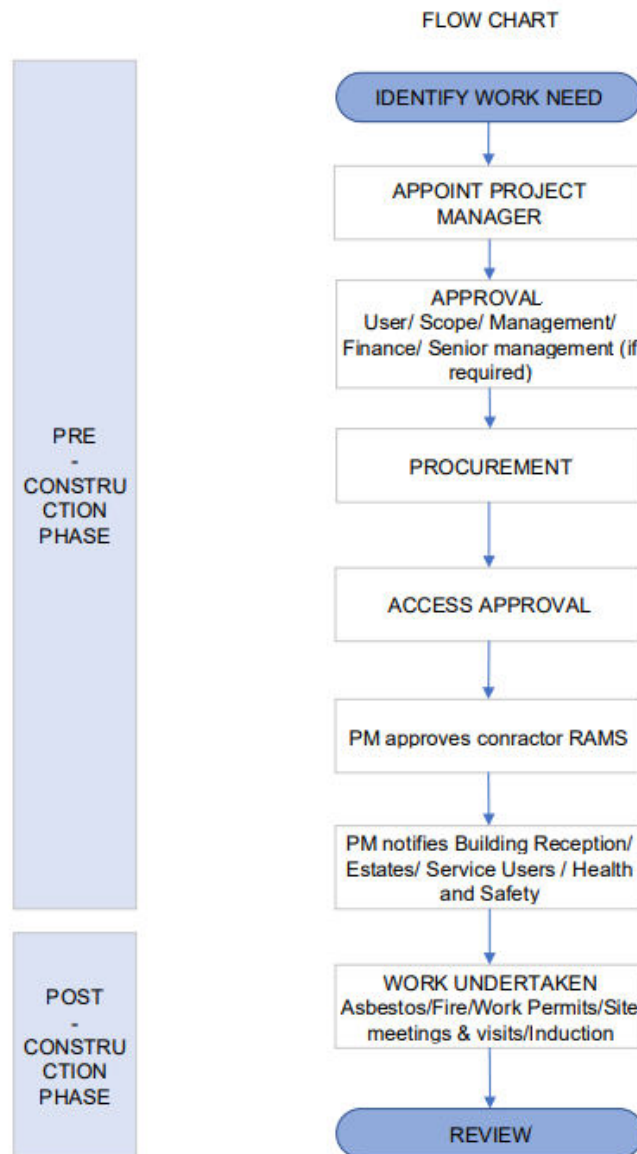 FLOW CHART
PRE
-
CONSTRU
CTION
PHASE
IDENTIFY WORK NEED
APPOINT PROJECT
MANAGER
APPROVAL
User/ Scope/ Management/
Finance/ Senior management (if
required)
PROCUREMENT
ACCESS APPROVAL
PM approves conractor RAMS
PM notifies Building Reception/
Estates/ Service Users / Health
and Safety
POST
-
CONSTRU
CTION
PHASE
WORK UNDERTAKEN
Asbestos/Fire/Work Permits/Site
meetings & visits/Induction
REVIEW